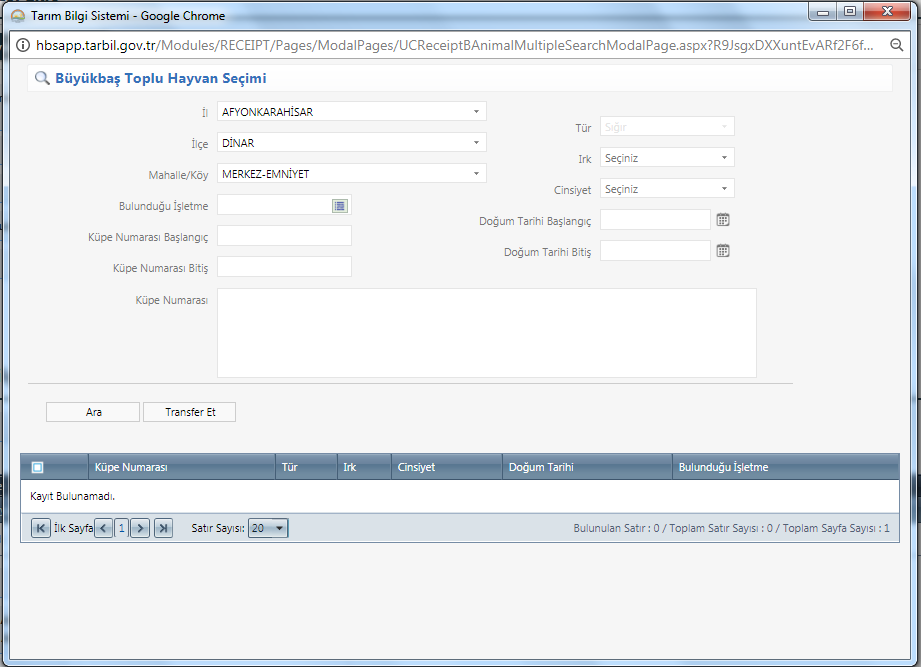 Tarım Bilgi Sistemi - Google Chrome
hbsapp.tarbil.gov.tr/Modules/RECEIPT/Pages/ModalPages/UCReceiptBAnimalMultipleSearchModalPage.aspx?R9JsgxDXXuntEvARf2F6f...
Büyükbaş Toplu Hayvan Seçimi
İl AFYONKARAHİSAR
Tür Sığır
İlçe DİNAR
Irk Seçiniz
Mahalle/Köy MERKEZ-EMNİYET
Cinsiyet Seçiniz
Bulunduğu İşletme
Doğum Tarihi Başlangıç
Küpe Numarası Başlangıç
Doğum Tarihi Bitiş
Küpe Numarası Bitiş
Küpe Numarası
Ara Transfer Et
Küpe Numarası Tür Irk Cinsiyet Doğum Tarihi Bulunduğu İşletme
Kayıt Bulunamadı.
İlk Sayfa 1 Satır Sayısı: 20 Bulunulan Satır : 0 / Toplam Satır Sayısı : 0 / Toplam Sayfa Sayısı : 1